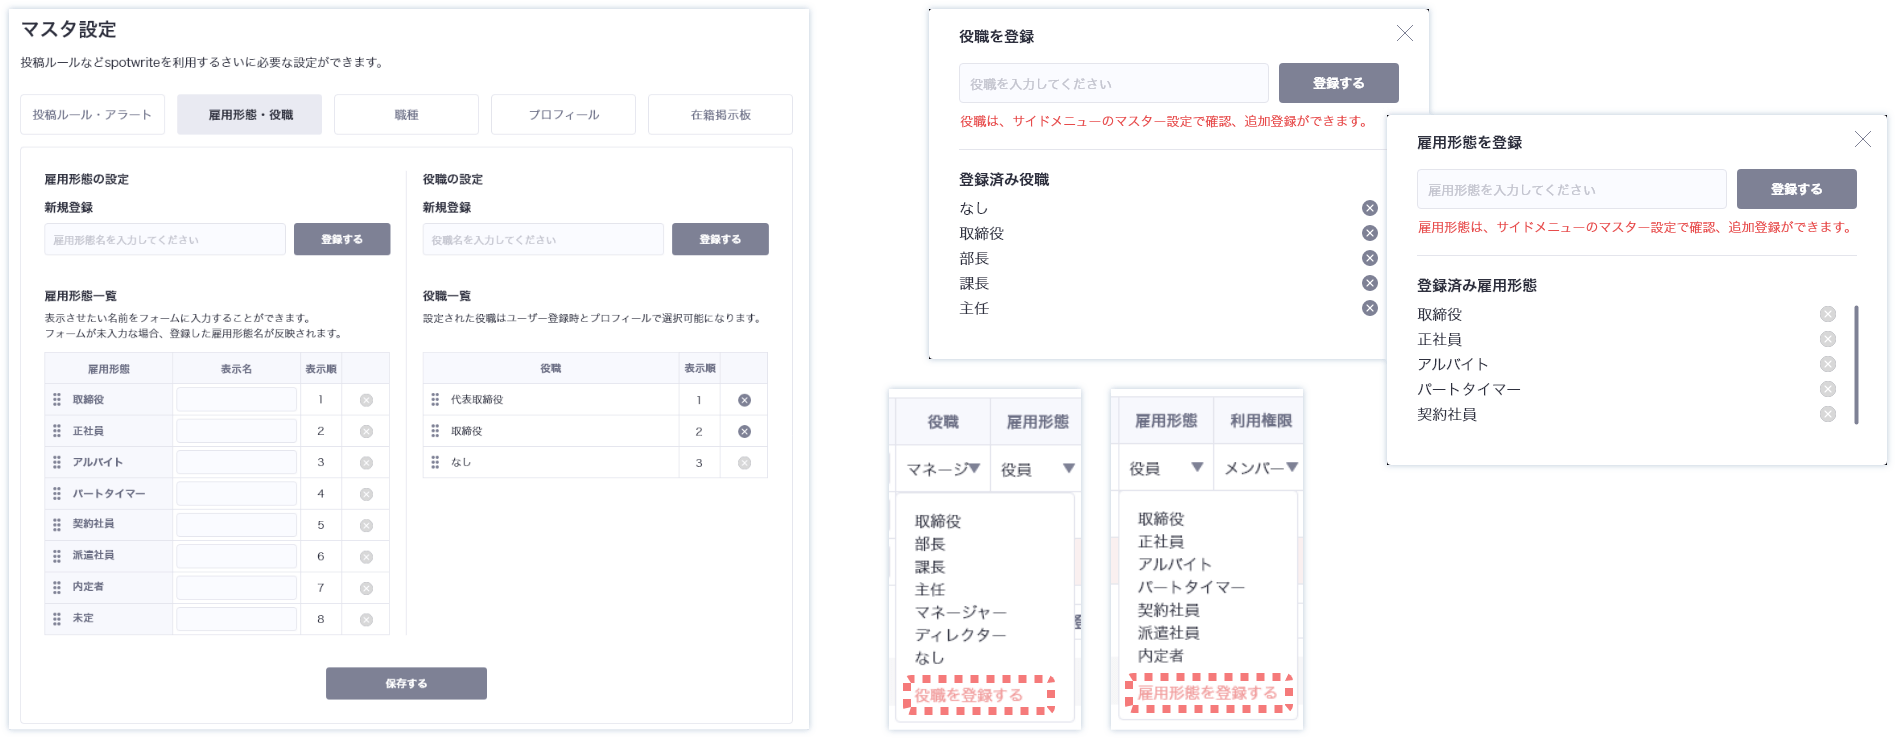 マスタ設定
投稿ルールなどspotwriteを利用するさいに必要な設定ができます。
投稿ルール・アラート
雇用形態・役職
職種
プロフィール
在籍掲示板
雇用形態の設定
新規登録
雇用形態名を入力してください
登録する
雇用形態一覧
表示させたい名前をフォームに入力することができます。
フォームが未入力な場合、登録した雇用形態名が反映されます。
雇用形態 表示名 表示順
取締役 1
正社員 2
アルバイト 3
パートタイマー 4
契約社員 5
派遣社員 6
内定者 7
未定 8
役職の設定
新規登録
役職名を入力してください
登録する
役職一覧
設定された役職はユーザー登録時とプロフィールで選択可能になります。
役職 表示順
代表取締役 1
取締役 2
なし 3
保存する
役職を登録
役職を入力してください
登録する
役職は、サイドメニューのマスター設定で確認、追加登録ができます。
登録済み役職
なし
取締役
部長
課長
主任
雇用形態を登録
雇用形態を入力してください
登録する
雇用形態は、サイドメニューのマスター設定で確認、追加登録ができます。
登録済み雇用形態
取締役
正社員
アルバイト
パートタイマー
契約社員
役職 雇用形態
マネージ▼ 役員 ▼
取締役
部長
課長
主任
マネージャー
ディレクター
なし
役職を登録する
雇用形態 利用権限
役員 ▼ メンバー▼
取締役
正社員
アルバイト
パートタイマー
契約社員
派遣社員
内定者
雇用形態を登録する